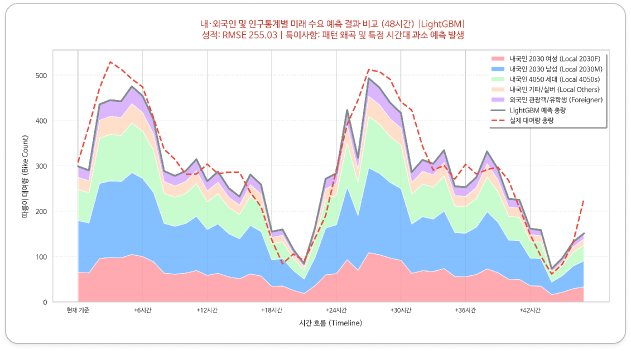 내·외국인 및 인구통계별 미래 수요 예측 결과 비교 (48시간) [LightGBM]
성적: RMSE 255.03 | 특이사항: 패턴 왜곡 및 특정 시간대 과소 예측 발생
내국인 2030 여성 (Local 2030F)
내국인 2030 남성 (Local 2030M)
내국인 4050 세대 (Local 4050s)
내국인 기타/실버 (Local Others)
외국인 관광객/유학생 (Foreigner)
LightGBM 예측 총량
실제 대여량 총량
따릉이 대여량 (Bike Count)
500
400
300
200
100
0
현재 기준 +6시간 +12시간 +18시간 +24시간 +30시간 +36시간 +42시간
시간 흐름 (Timeline)